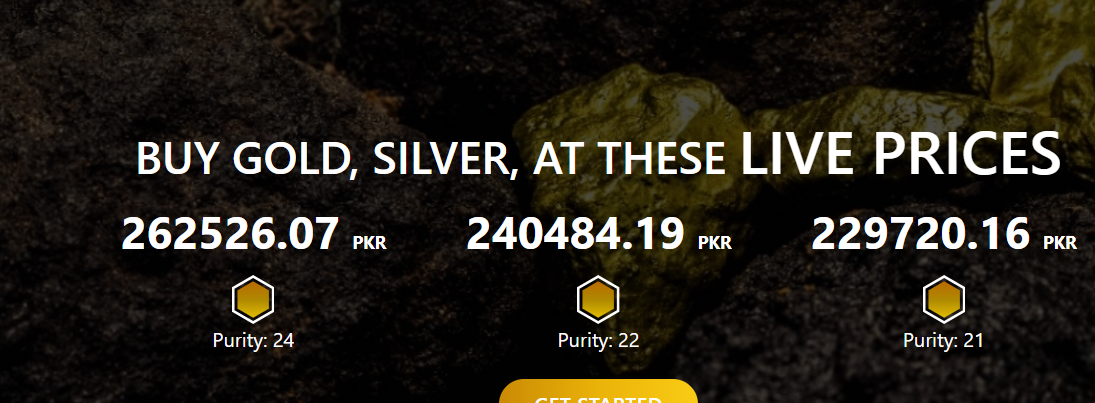 BUY GOLD, SILVER, AT THESE LIVE PRICES
262526.07 PKR 240484.19 PKR 229720.16 PKR
Purity: 24 Purity: 22 Purity: 21
GET STARTED